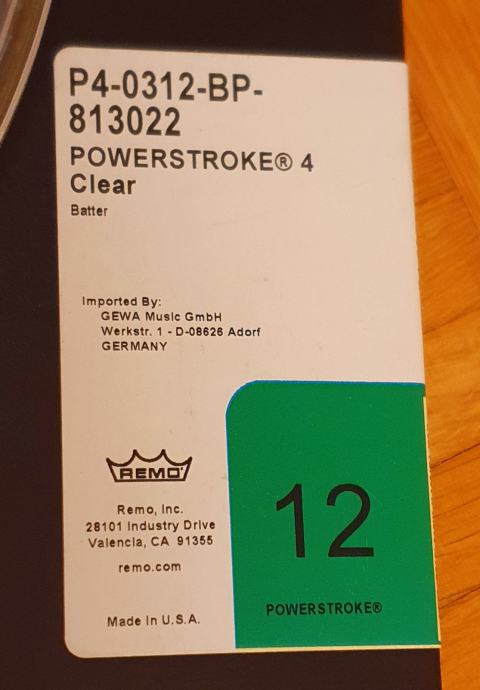 P4-0312-BP-
813022
POWERSTROKE® 4
Clear
Batter
Imported By:
GEWA Music GmbH
Werkstr. 1 - D-08626 Adorf
GERMANY
REMO
Remo, Inc.
28101 Industry Drive
Valencia, CA 91355
remo.com
Made In U.S.A.
12
POWERSTROKE®